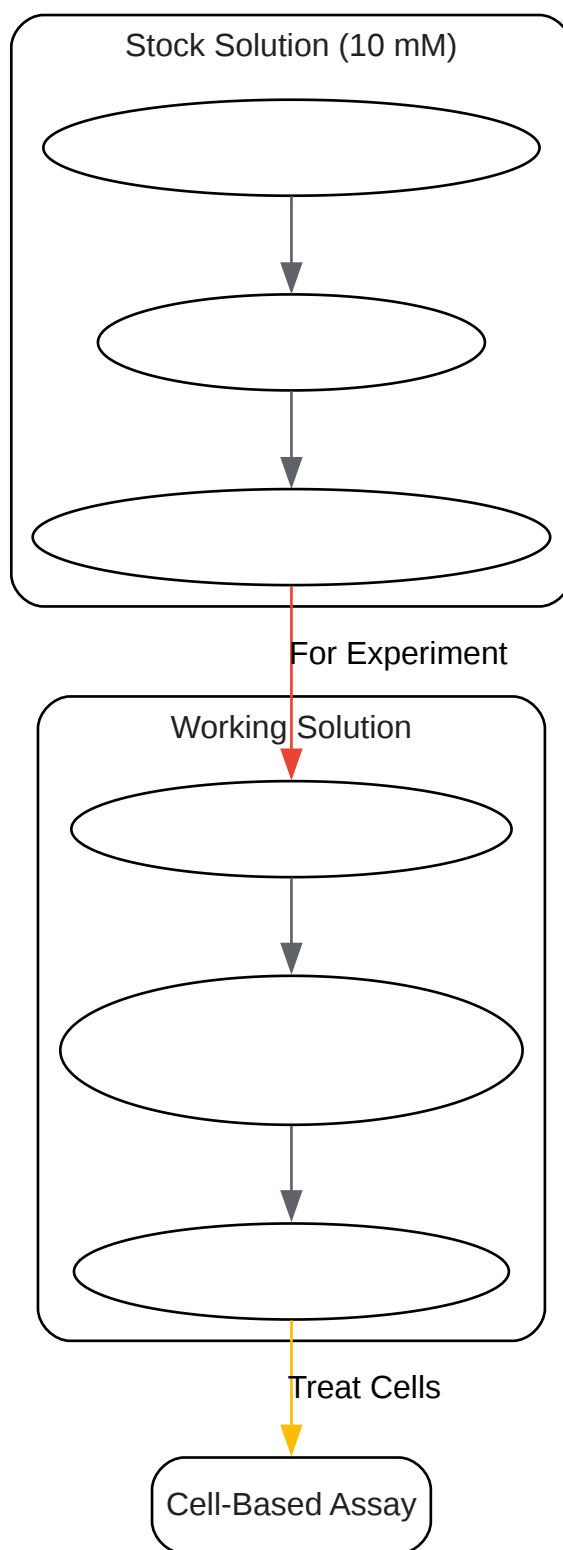 Stock Solution (10 mM)
For Experiment
Working Solution
Treat Cells
Cell-Based Assay